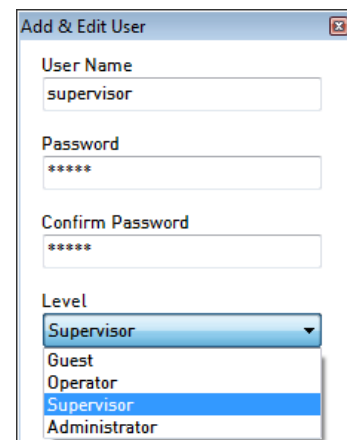 Add & Edit User
User Name
supervisor
Password
*****
Confirm Password
*****
Level
Supervisor
Guest
Operator
Supervisor
Administrator